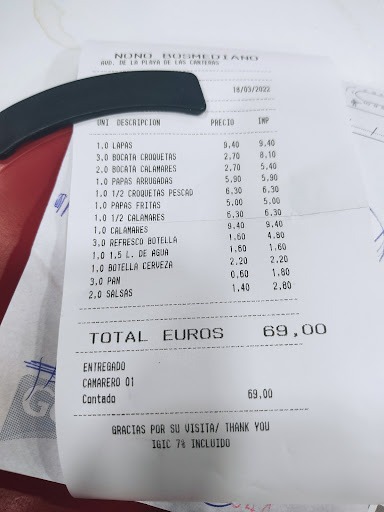 NONO BOSMEDIANO
AVD. DE LA PLAYA DE LAS CANTERAS
18/03/2022
UNI DESCRIPCION PRECIO IMP
1.0 LAPAS 9,40 9,40
3.0 BOCATA CROQUETAS 2,70 8,10
2.0 BOCATA CALAMARES 2,70 5,40
1.0 PAPAS ARRUGADAS 5,90 5,90
1.0 1/2 CROQUETAS PESCAD 6,30 6,30
1.0 PAPAS FRITAS 5,00 5,00
1.0 1/2 CALAMARES 6,30 6,30
1.0 CALAMARES 9,40 9,40
3.0 REFRESCO BOTELLA 1,60 4,80
1.0 1,5 L. DE AGUA 1,60 1,60
1.0 BOTELLA CERVEZA 2,20 2,20
3.0 PAN 0,60 1,80
2,0 SALSAS 1,40 2,80
TOTAL EUROS 69,00
ENTREGADO
CAMARERO 01
Contado 69.00
GRACIAS POR SU VISITA/ THANK YOU
IGIC 7% INCLUIDO